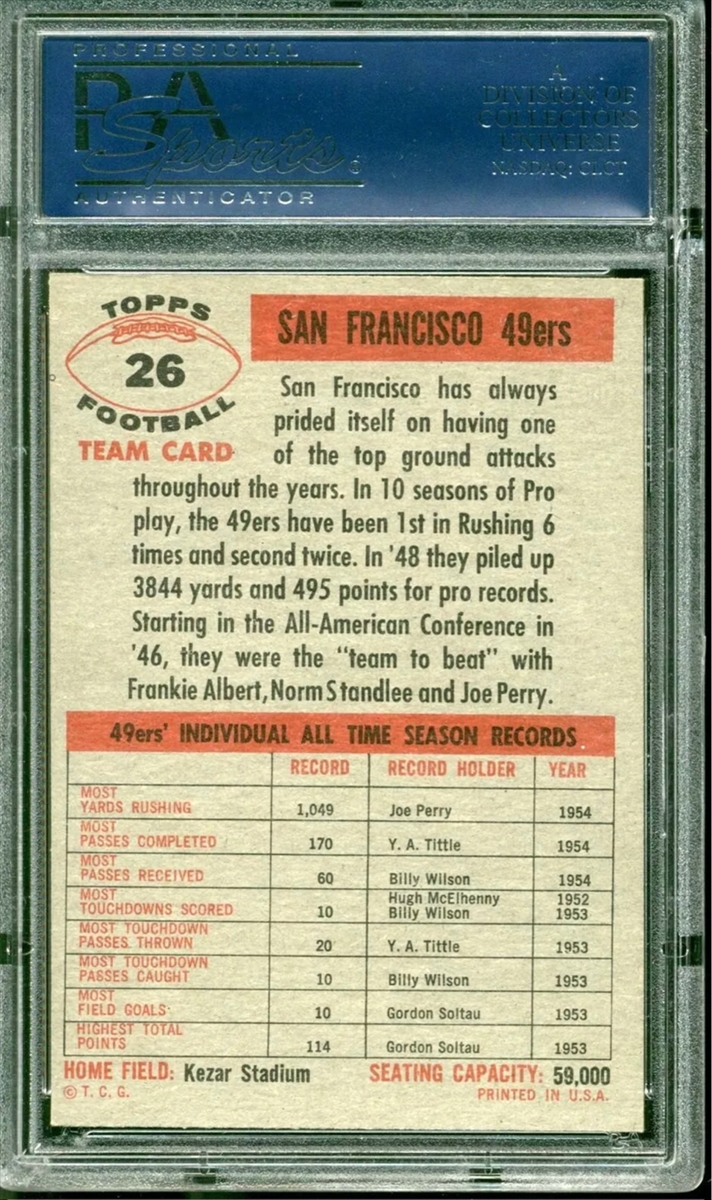 PROFESSIONAL
PSA
Sports®
AUTHENTICATOR
A
DIVISION OF
COLLECTORS
UNIVERSE
NASDAQ: CLCT
TOPPS
26
FOOTBALL
TEAM CARD
SAN FRANCISCO 49ers
San Francisco has always
prided itself on having one
of the top ground attacks
throughout the years. In 10 seasons of Pro
play, the 49ers have been 1st in Rushing 6
times and second twice. In '48 they piled up
3844 yards and 495 points for pro records.
Starting in the All-American Conference in
'46, they were the "team to beat" with
Frankie Albert, Norm Standlee and Joe Perry.
49ers' INDIVIDUAL ALL TIME SEASON RECORDS
RECORD RECORD HOLDER YEAR
MOST
YARDS RUSHING 1,049 Joe Perry 1954
MOST
PASSES COMPLETED 170 Y. A. Tittle 1954
MOST
PASSES RECEIVED 60 Billy Wilson 1954
MOST Hugh McElhenny 1952
TOUCHDOWNS SCORED 10 Billy Wilson 1953
MOST TOUCHDOWN
PASSES THROWN 20 Y. A. Tittle 1953
MOST TOUCHDOWN
PASSES CAUGHT 10 Billy Wilson 1953
MOST
FIELD GOALS 10 Gordon Soltau 1953
HIGHEST TOTAL
POINTS 114 Gordon Soltau 1953
HOME FIELD: Kezar Stadium SEATING CAPACITY: 59,000
© T. C. G. PRINTED IN U.S.A.